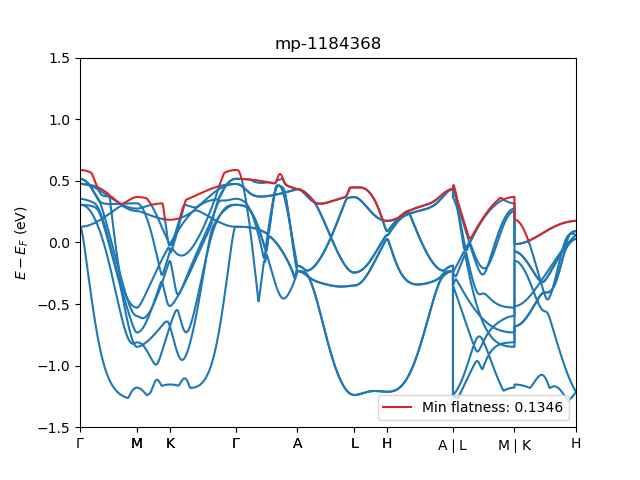 mp-1184368
E − E_F (eV)
1.5
1.0
0.5
0.0
−0.5
−1.0
−1.5
Min flatness: 0.1346
Γ M K Γ A L H A | L M | K H